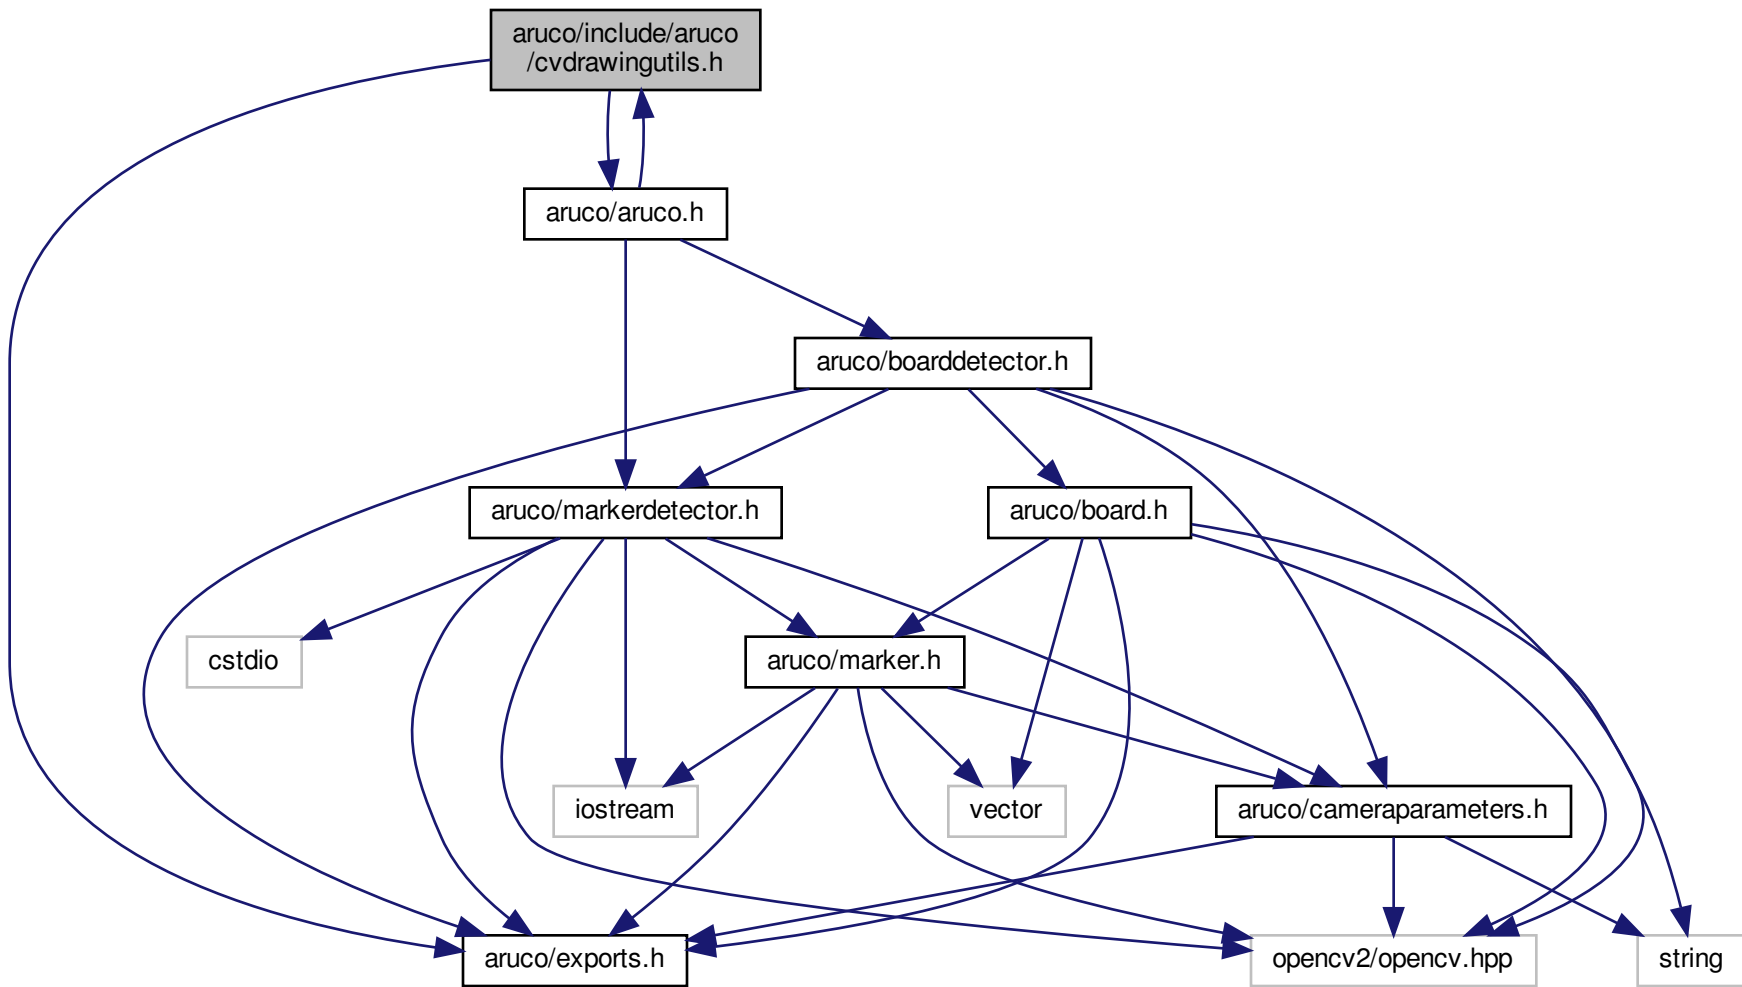 aruco/include/aruco
/cvdrawingutils.h
aruco/aruco.h
aruco/boarddetector.h
aruco/markerdetector.h
aruco/board.h
cstdio
aruco/marker.h
iostream
vector
aruco/cameraparameters.h
aruco/exports.h
opencv2/opencv.hpp
string